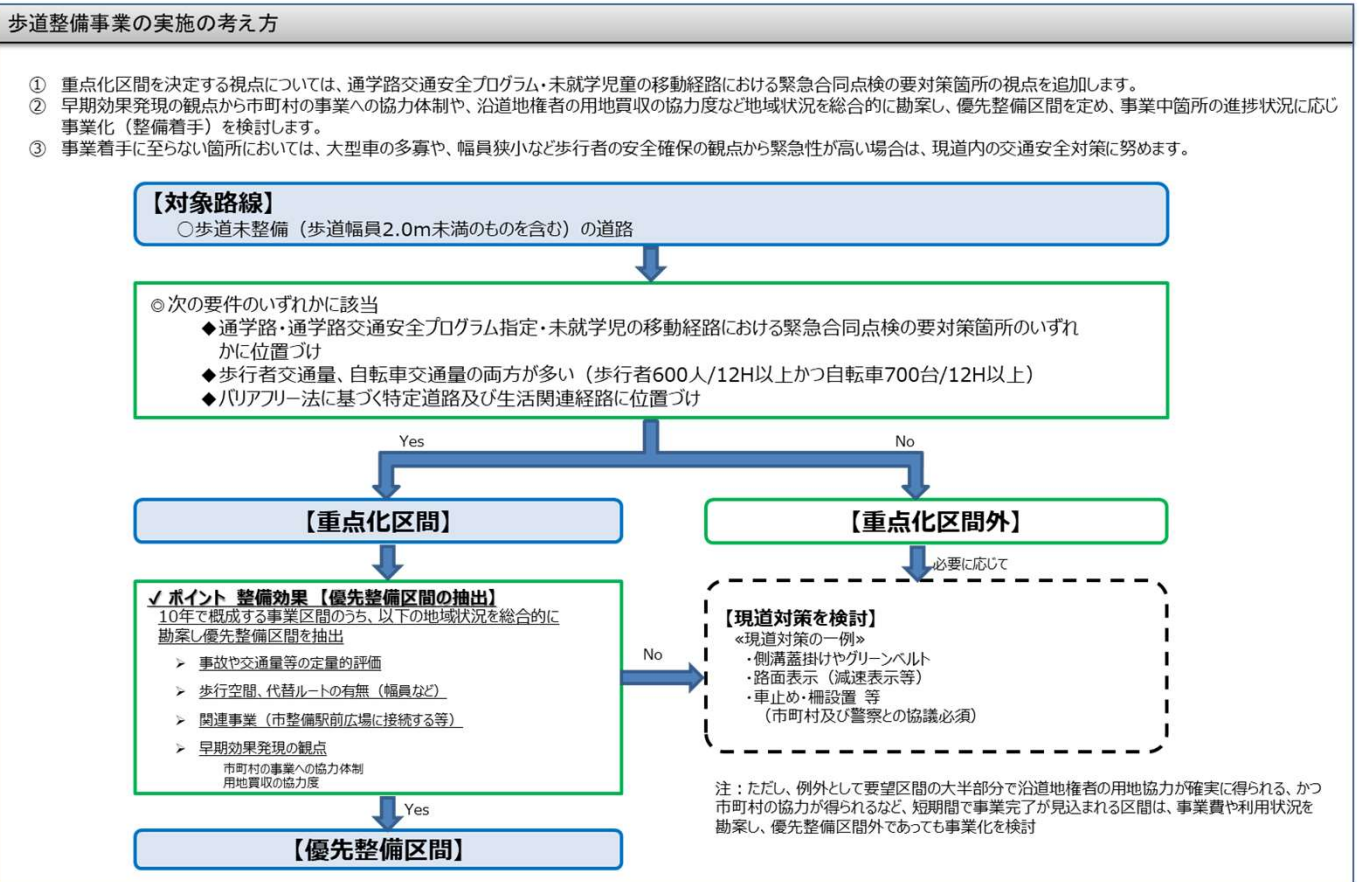 歩道整備事業の実施の考え方
① 重点化区間を決定する視点については、通学路交通安全プログラム・未就学児童の移動経路における緊急合同点検の要対策箇所の視点を追加します。
② 早期効果発現の観点から市町村の事業への協力体制や、沿道地権者の用地買収の協力度など地域状況を総合的に勘案し、優先整備区間を定め、事業中箇所の進捗状況に応じ
事業化（整備着手）を検討します。
③ 事業着手に至らない箇所においては、大型車の多寡や、幅員狭小など歩行者の安全確保の観点から緊急性が高い場合は、現道内の交通安全対策に努めます。
【対象路線】
○歩道未整備（歩道幅員2.0m未満のものを含む）の道路
◎次の要件のいずれかに該当
◆通学路・通学路交通安全プログラム指定・未就学児の移動経路における緊急合同点検の要対策箇所のいずれ
かに位置づけ
◆歩行者交通量、自転車交通量の両方が多い（歩行者600人/12H以上かつ自転車700台/12H以上）
◆バリアフリー法に基づく特定道路及び生活関連経路に位置づけ
Yes
No
【重点化区間】
【重点化区間外】
必要に応じて
✓ ポイント 整備効果 【優先整備区間の抽出】
10年で概成する事業区間のうち、以下の地域状況を総合的に
勘案し優先整備区間を抽出
➢ 事故や交通量等の定量的評価
➢ 歩行空間、代替ルートの有無（幅員など）
➢ 関連事業（市整備駅前広場に接続する等）
➢ 早期効果発現の観点
市町村の事業への協力体制
用地買収の協力度
No
【現道対策を検討】
≪現道対策の一例≫
・側溝蓋掛けやグリーンベルト
・路面表示（減速表示等）
・車止め・柵設置 等
（市町村及び警察との協議必須）
注：ただし、例外として要望区間の大半部分で沿道地権者の用地協力が確実に得られる、かつ
市町村の協力が得られるなど、短期間で事業完了が見込まれる区間は、事業費や利用状況を
勘案し、優先整備区間外であっても事業化を検討
Yes
【優先整備区間】